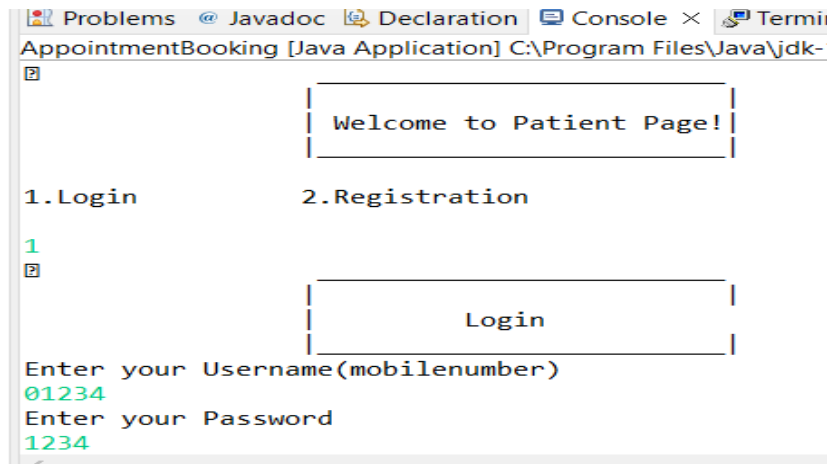 Problems @ Javadoc Declaration Console × Termi
AppointmentBooking [Java Application] C:\Program Files\Java\jdk-
Welcome to Patient Page!
1.Login 2.Registration
1
Login
Enter your Username(mobilenumber)
01234
Enter your Password
1234